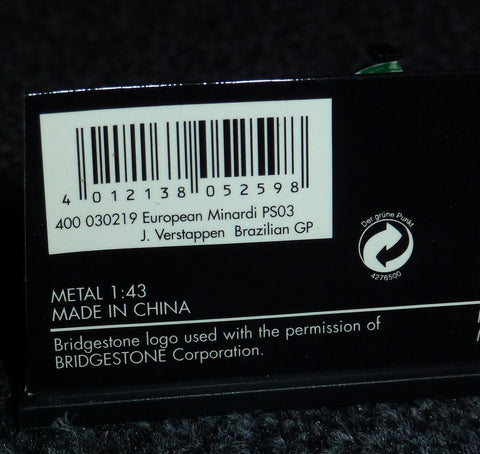 4 012138 052598
400 030219 European Minardi PS03
J. Verstappen Brazilian GP
Der grüne Punkt
4276500
METAL 1:43
MADE IN CHINA
Bridgestone logo used with the permission of
BRIDGESTONE Corporation.